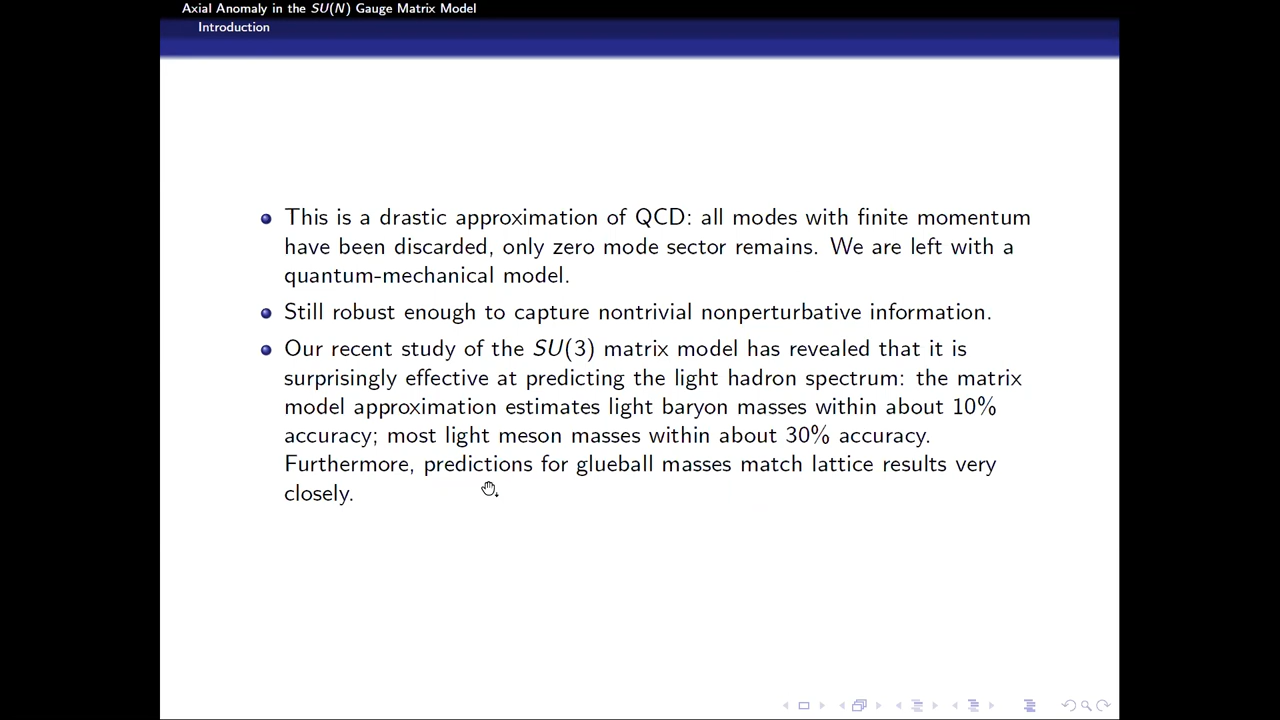 Axial Anomaly in the SU(N) Gauge Matrix Model
Introduction
This is a drastic approximation of QCD: all modes with finite momentum
have been discarded, only zero mode sector remains. We are left with a
quantum-mechanical model.
Still robust enough to capture nontrivial nonperturbative information.
Our recent study of the SU(3) matrix model has revealed that it is
surprisingly effective at predicting the light hadron spectrum: the matrix
model approximation estimates light baryon masses within about 10%
accuracy; most light meson masses within about 30% accuracy.
Furthermore, predictions for glueball masses match lattice results very
closely.